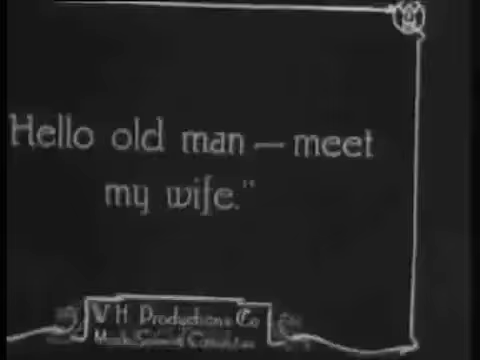 Hello old man — meet
my wife."
V H Productions Co